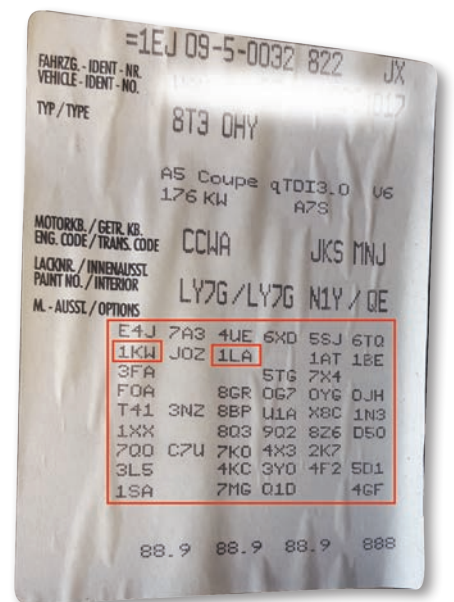 =1EJ 09-5-0032 822 JX
FAHRZG. - IDENT - NR.
VEHICLE - IDENT - NO.
017
TYP / TYPE
8T3 0HY
A5 Coupe qTDI3.0 V6
176 KW A7S
MOTORKB. / GETR. KB.
ENG. CODE / TRANS. CODE
CCWA JKS MNJ
LACKNR. / INNENAUSST.
PAINT NO. / INTERIOR
LY7G/LY7G N1Y / QE
M. - AUSST. / OPTIONS
E4J 7A3 4UE 6XD 5SJ 6TQ
1KW J0Z 1LA 1AT 1BE
3FA 5TG 7X4
F0A 8GR 0G7 0YG 0JH
T41 3NZ 8BP U1A X8C 1N3
1XX 8Q3 9Q2 8Z6 D50
7Q0 C7U 7K0 4X3 2K7
3L5 4KC 3Y0 4F2 5D1
1SA 7MG 01D 4GF
88.9 88.9 88.9 888